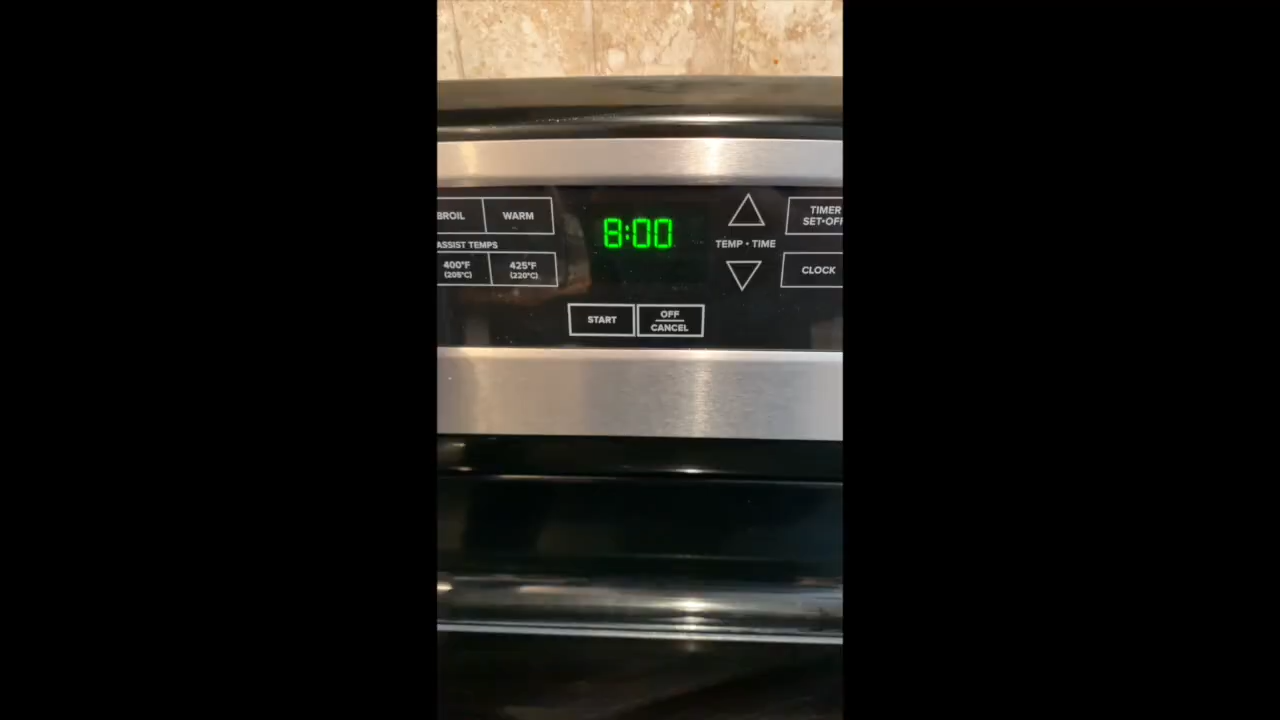 BROIL
WARM
8:00
TIMER
SET•OFF
ASSIST TEMPS
TEMP • TIME
400°F
(205°C)
425°F
(220°C)
CLOCK
START
OFF
CANCEL